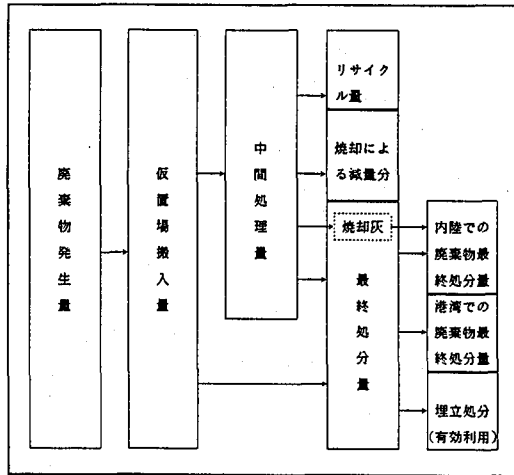 廃棄物発生量
仮置場搬入量
中間処理量
リサイク
ル量
焼却によ
る減量分
焼却灰
最終処分量
内陸での
廃棄物最
終処分量
港湾での
廃棄物最
終処分量
埋立処分
(有効利用)